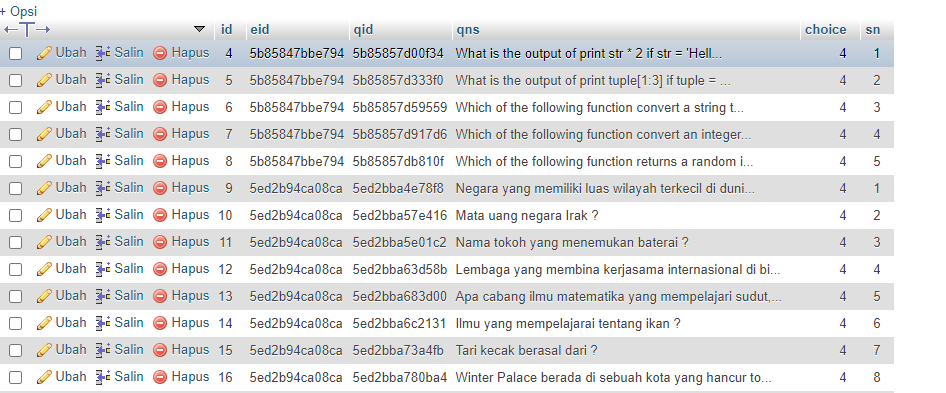 + Opsi
id eid qid qns choice sn
Ubah Salin Hapus 4 5b85847bbe794 5b85857d00f34 What is the output of print str * 2 if str = 'Hell... 4 1
Ubah Salin Hapus 5 5b85847bbe794 5b85857d333f0 What is the output of print tuple[1:3] if tuple = ... 4 2
Ubah Salin Hapus 6 5b85847bbe794 5b85857d59559 Which of the following function convert a string t... 4 3
Ubah Salin Hapus 7 5b85847bbe794 5b85857d917d6 Which of the following function convert an integer... 4 4
Ubah Salin Hapus 8 5b85847bbe794 5b85857db810f Which of the following function returns a random i... 4 5
Ubah Salin Hapus 9 5ed2b94ca08ca 5ed2bba4e78f8 Negara yang memiliki luas wilayah terkecil di duni... 4 1
Ubah Salin Hapus 10 5ed2b94ca08ca 5ed2bba57e416 Mata uang negara Irak ? 4 2
Ubah Salin Hapus 11 5ed2b94ca08ca 5ed2bba5e01c2 Nama tokoh yang menemukan baterai ? 4 3
Ubah Salin Hapus 12 5ed2b94ca08ca 5ed2bba63d58b Lembaga yang membina kerjasama internasional di bi... 4 4
Ubah Salin Hapus 13 5ed2b94ca08ca 5ed2bba683d00 Apa cabang ilmu matematika yang mempelajari sudut,... 4 5
Ubah Salin Hapus 14 5ed2b94ca08ca 5ed2bba6c2131 Ilmu yang mempelajarai tentang ikan ? 4 6
Ubah Salin Hapus 15 5ed2b94ca08ca 5ed2bba73a4fb Tari kecak berasal dari ? 4 7
Ubah Salin Hapus 16 5ed2b94ca08ca 5ed2bba780ba4 Winter Palace berada di sebuah kota yang hancur to... 4 8